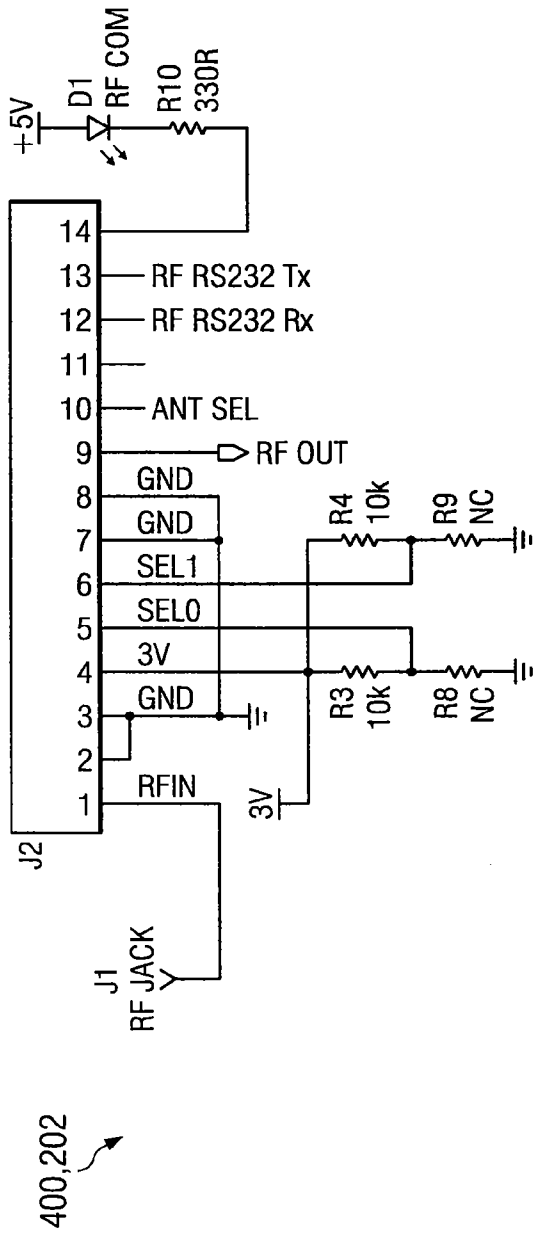 400,202
J1
RF JACK
J2
1
2
3
4
5
6
7
8
9
10
11
12
13
14
RFIN
GND
3V
SEL0
SEL1
GND
GND
RF OUT
ANT SEL
RF RS232 Rx
RF RS232 Tx
+5V
D1
RF COM
R10
330R
3V
R3
10k
R8
NC
R4
10k
R9
NC